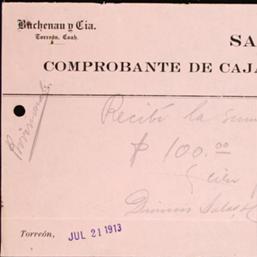 Buchenau y Cia.
Torreón, Coah.
SA
COMPROBANTE DE CAJA
Recibí la suma
$ 100.00
Torreón, JUL 21 1913